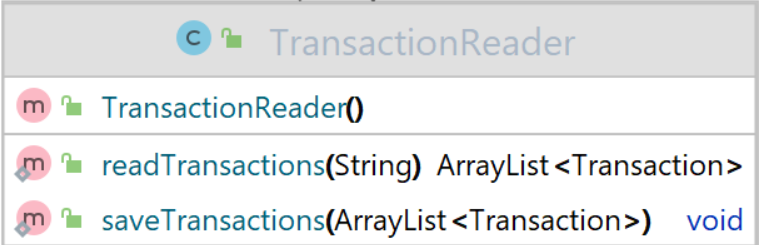 C TransactionReader
m TransactionReader()
m readTransactions(String) ArrayList<Transaction>
m saveTransactions(ArrayList<Transaction>) void